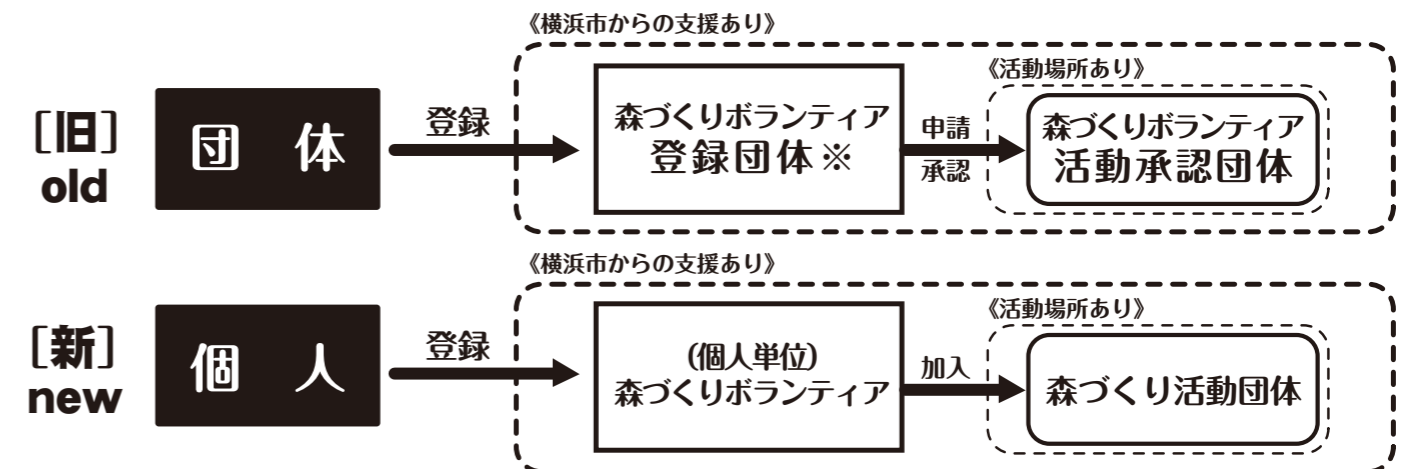 《横浜市からの支援あり》
《活動場所あり》
［旧］
old
団 体
登録
森づくりボランティア
登録団体※
申請
承認
森づくりボランティア
活動承認団体
《横浜市からの支援あり》
《活動場所あり》
［新］
new
個 人
登録
(個人単位)
森づくりボランティア
加入
森づくり活動団体